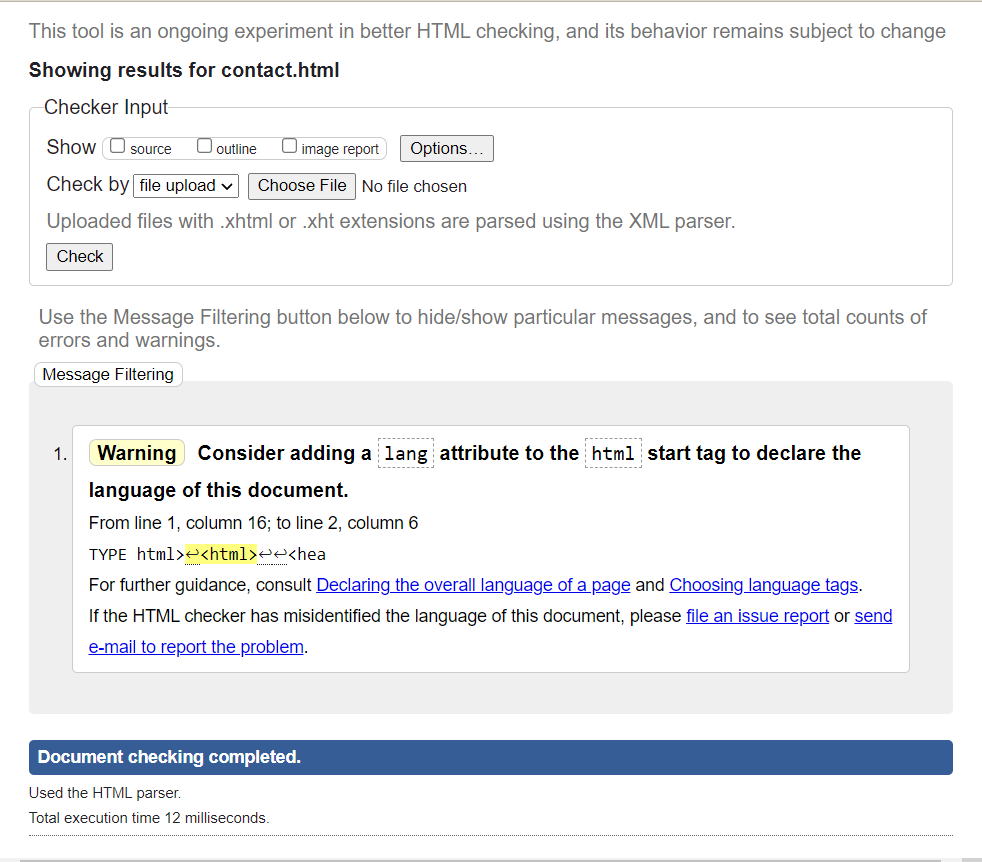 This tool is an ongoing experiment in better HTML checking, and its behavior remains subject to change
Showing results for contact.html
Checker Input
Show source outline image report Options...
Check by file upload Choose File No file chosen
Uploaded files with .xhtml or .xht extensions are parsed using the XML parser.
Check
Use the Message Filtering button below to hide/show particular messages, and to see total counts of
errors and warnings.
Message Filtering
1. Warning Consider adding a lang attribute to the html start tag to declare the
language of this document.
From line 1, column 16; to line 2, column 6
TYPE html>↩<html>↩↩<hea
For further guidance, consult Declaring the overall language of a page and Choosing language tags.
If the HTML checker has misidentified the language of this document, please file an issue report or send
e-mail to report the problem.
Document checking completed.
Used the HTML parser.
Total execution time 12 milliseconds.